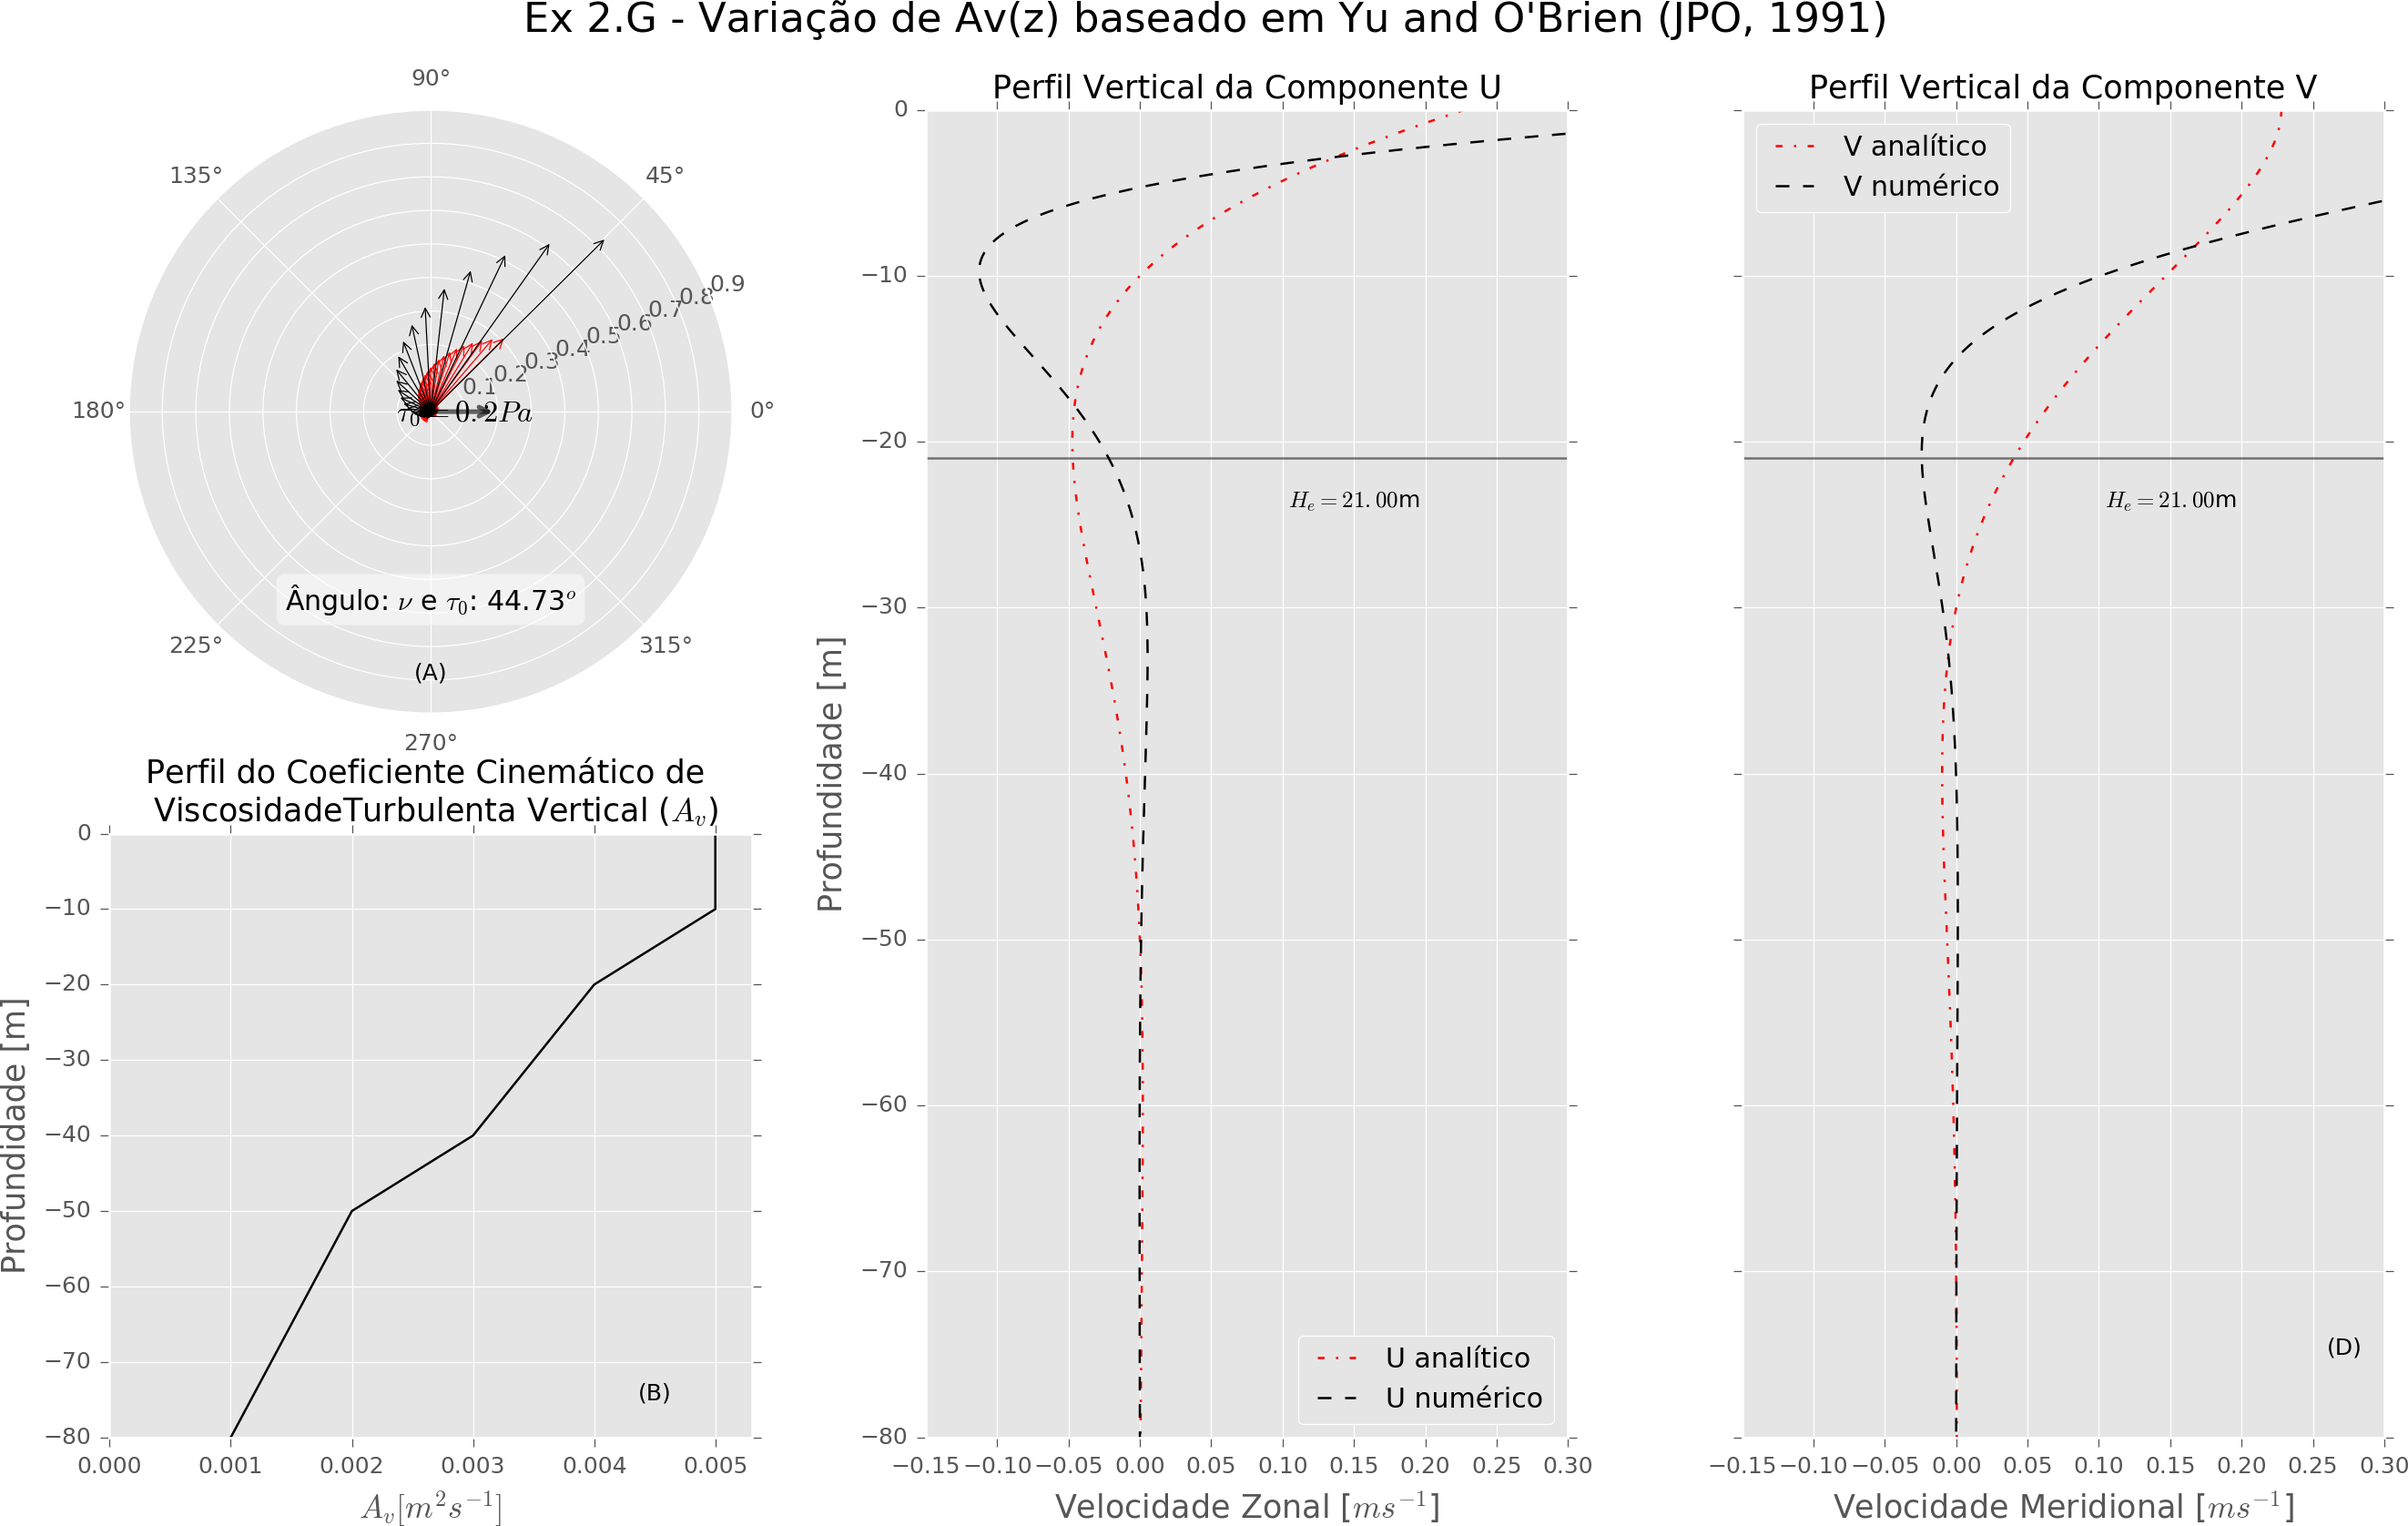 Ex 2.G - Variação de Av(z) baseado em Yu and O'Brien (JPO, 1991)
90°
135°
45°
180°
0°
225°
315°
270°
0.1
0.2
0.3
0.4
0.5
0.6
0.7
0.8
0.9
τ₀ = 0.2Pa
Ângulo: ν e τ₀: 44.73°
(A)
Perfil do Coeficiente Cinemático de
ViscosidadeTurbulenta Vertical (Aᵥ)
Profundidade [m]
0
−10
−20
−30
−40
−50
−60
−70
−80
(B)
0.000 0.001 0.002 0.003 0.004 0.005
Aᵥ[m²s⁻¹]
Perfil Vertical da Componente U
Profundidade [m]
0
−10
−20
−30
−40
−50
−60
−70
−80
Hₑ = 21.00m
U analítico
U numérico
−0.15 −0.10 −0.05 0.00 0.05 0.10 0.15 0.20 0.25 0.30
Velocidade Zonal [ms⁻¹]
Perfil Vertical da Componente V
V analítico
V numérico
Hₑ = 21.00m
(D)
−0.15 −0.10 −0.05 0.00 0.05 0.10 0.15 0.20 0.25 0.30
Velocidade Meridional [ms⁻¹]